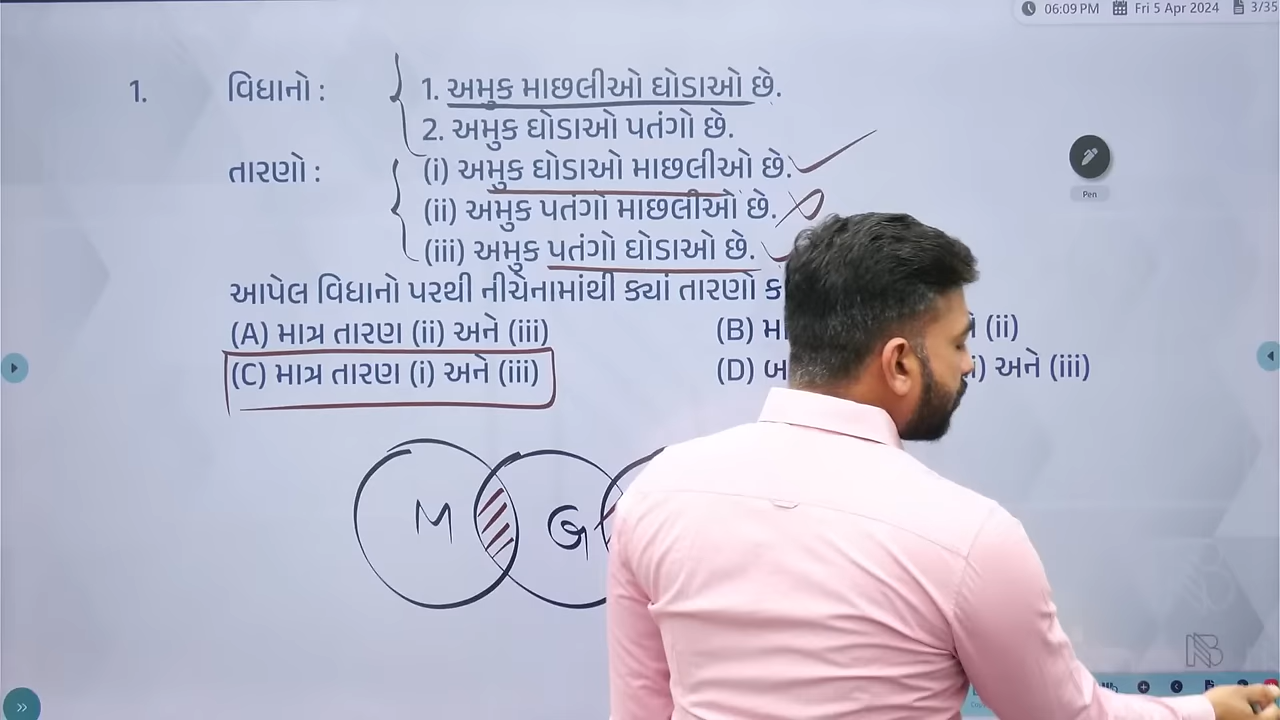 06:09 PM Fri 5 Apr 2024 3/35
1. વિધાનો : 1. અમુક માછલીઓ ઘોડાઓ છે.
2. અમુક ઘોડાઓ પતંગો છે.
તારણો : (i) અમુક ઘોડાઓ માછલીઓ છે.
(ii) અમુક પતંગો માછલીઓ છે.
(iii) અમુક પતંગો ઘોડાઓ છે.
આપેલ વિધાનો પરથી નીચેનામાંથી ક્યાં તારણો
(A) માત્ર તારણ (ii) અને (iii) (B) (ii)
(C) માત્ર તારણ (i) અને (iii) (D) અને (iii)
M G
Pen
NB